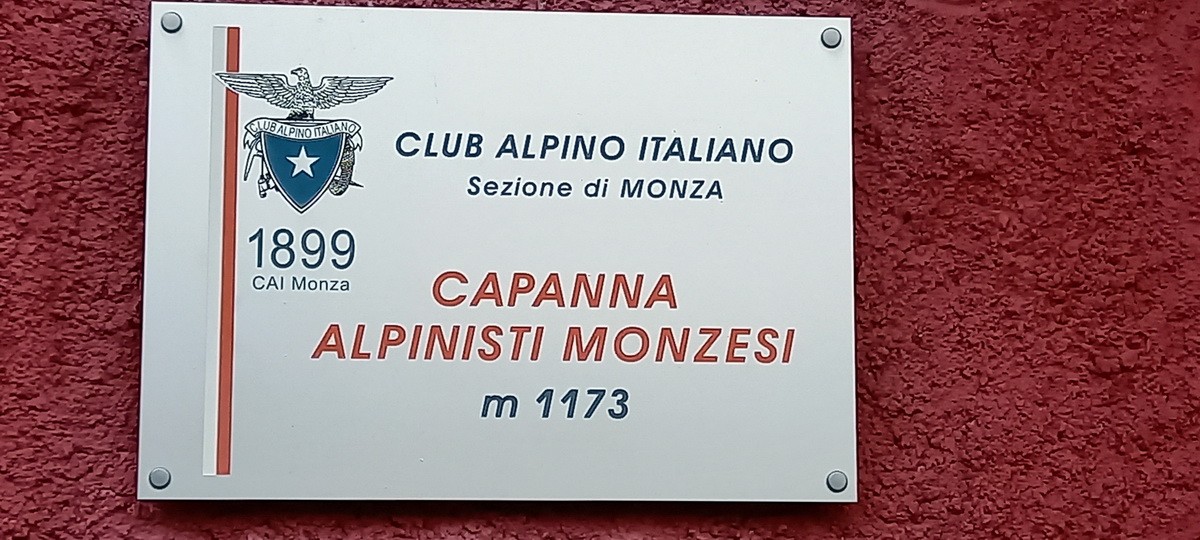 CLUB ALPINO ITALIANO
1899
CAI Monza
CLUB ALPINO ITALIANO
Sezione di MONZA
CAPANNA
ALPINISTI MONZESI
m 1173